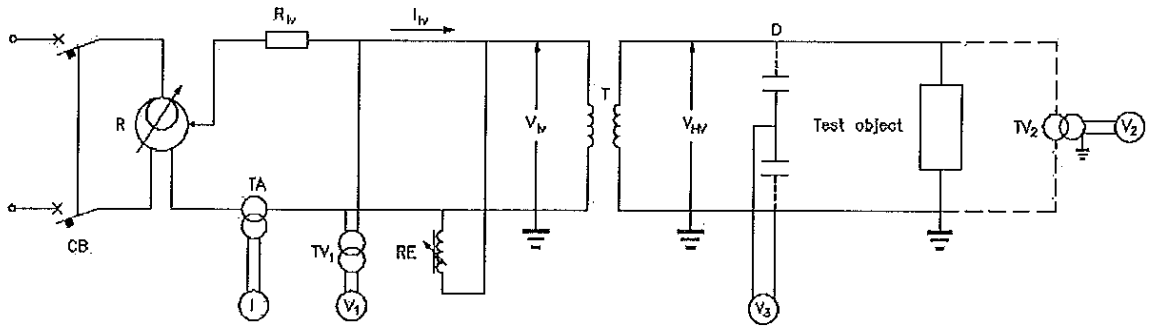 R_lv
I_lv
D
T
R
V_lv
V_HV
Test object
TV_2
V_2
TA
CB.
TV_1
RE
I
V_1
V_3